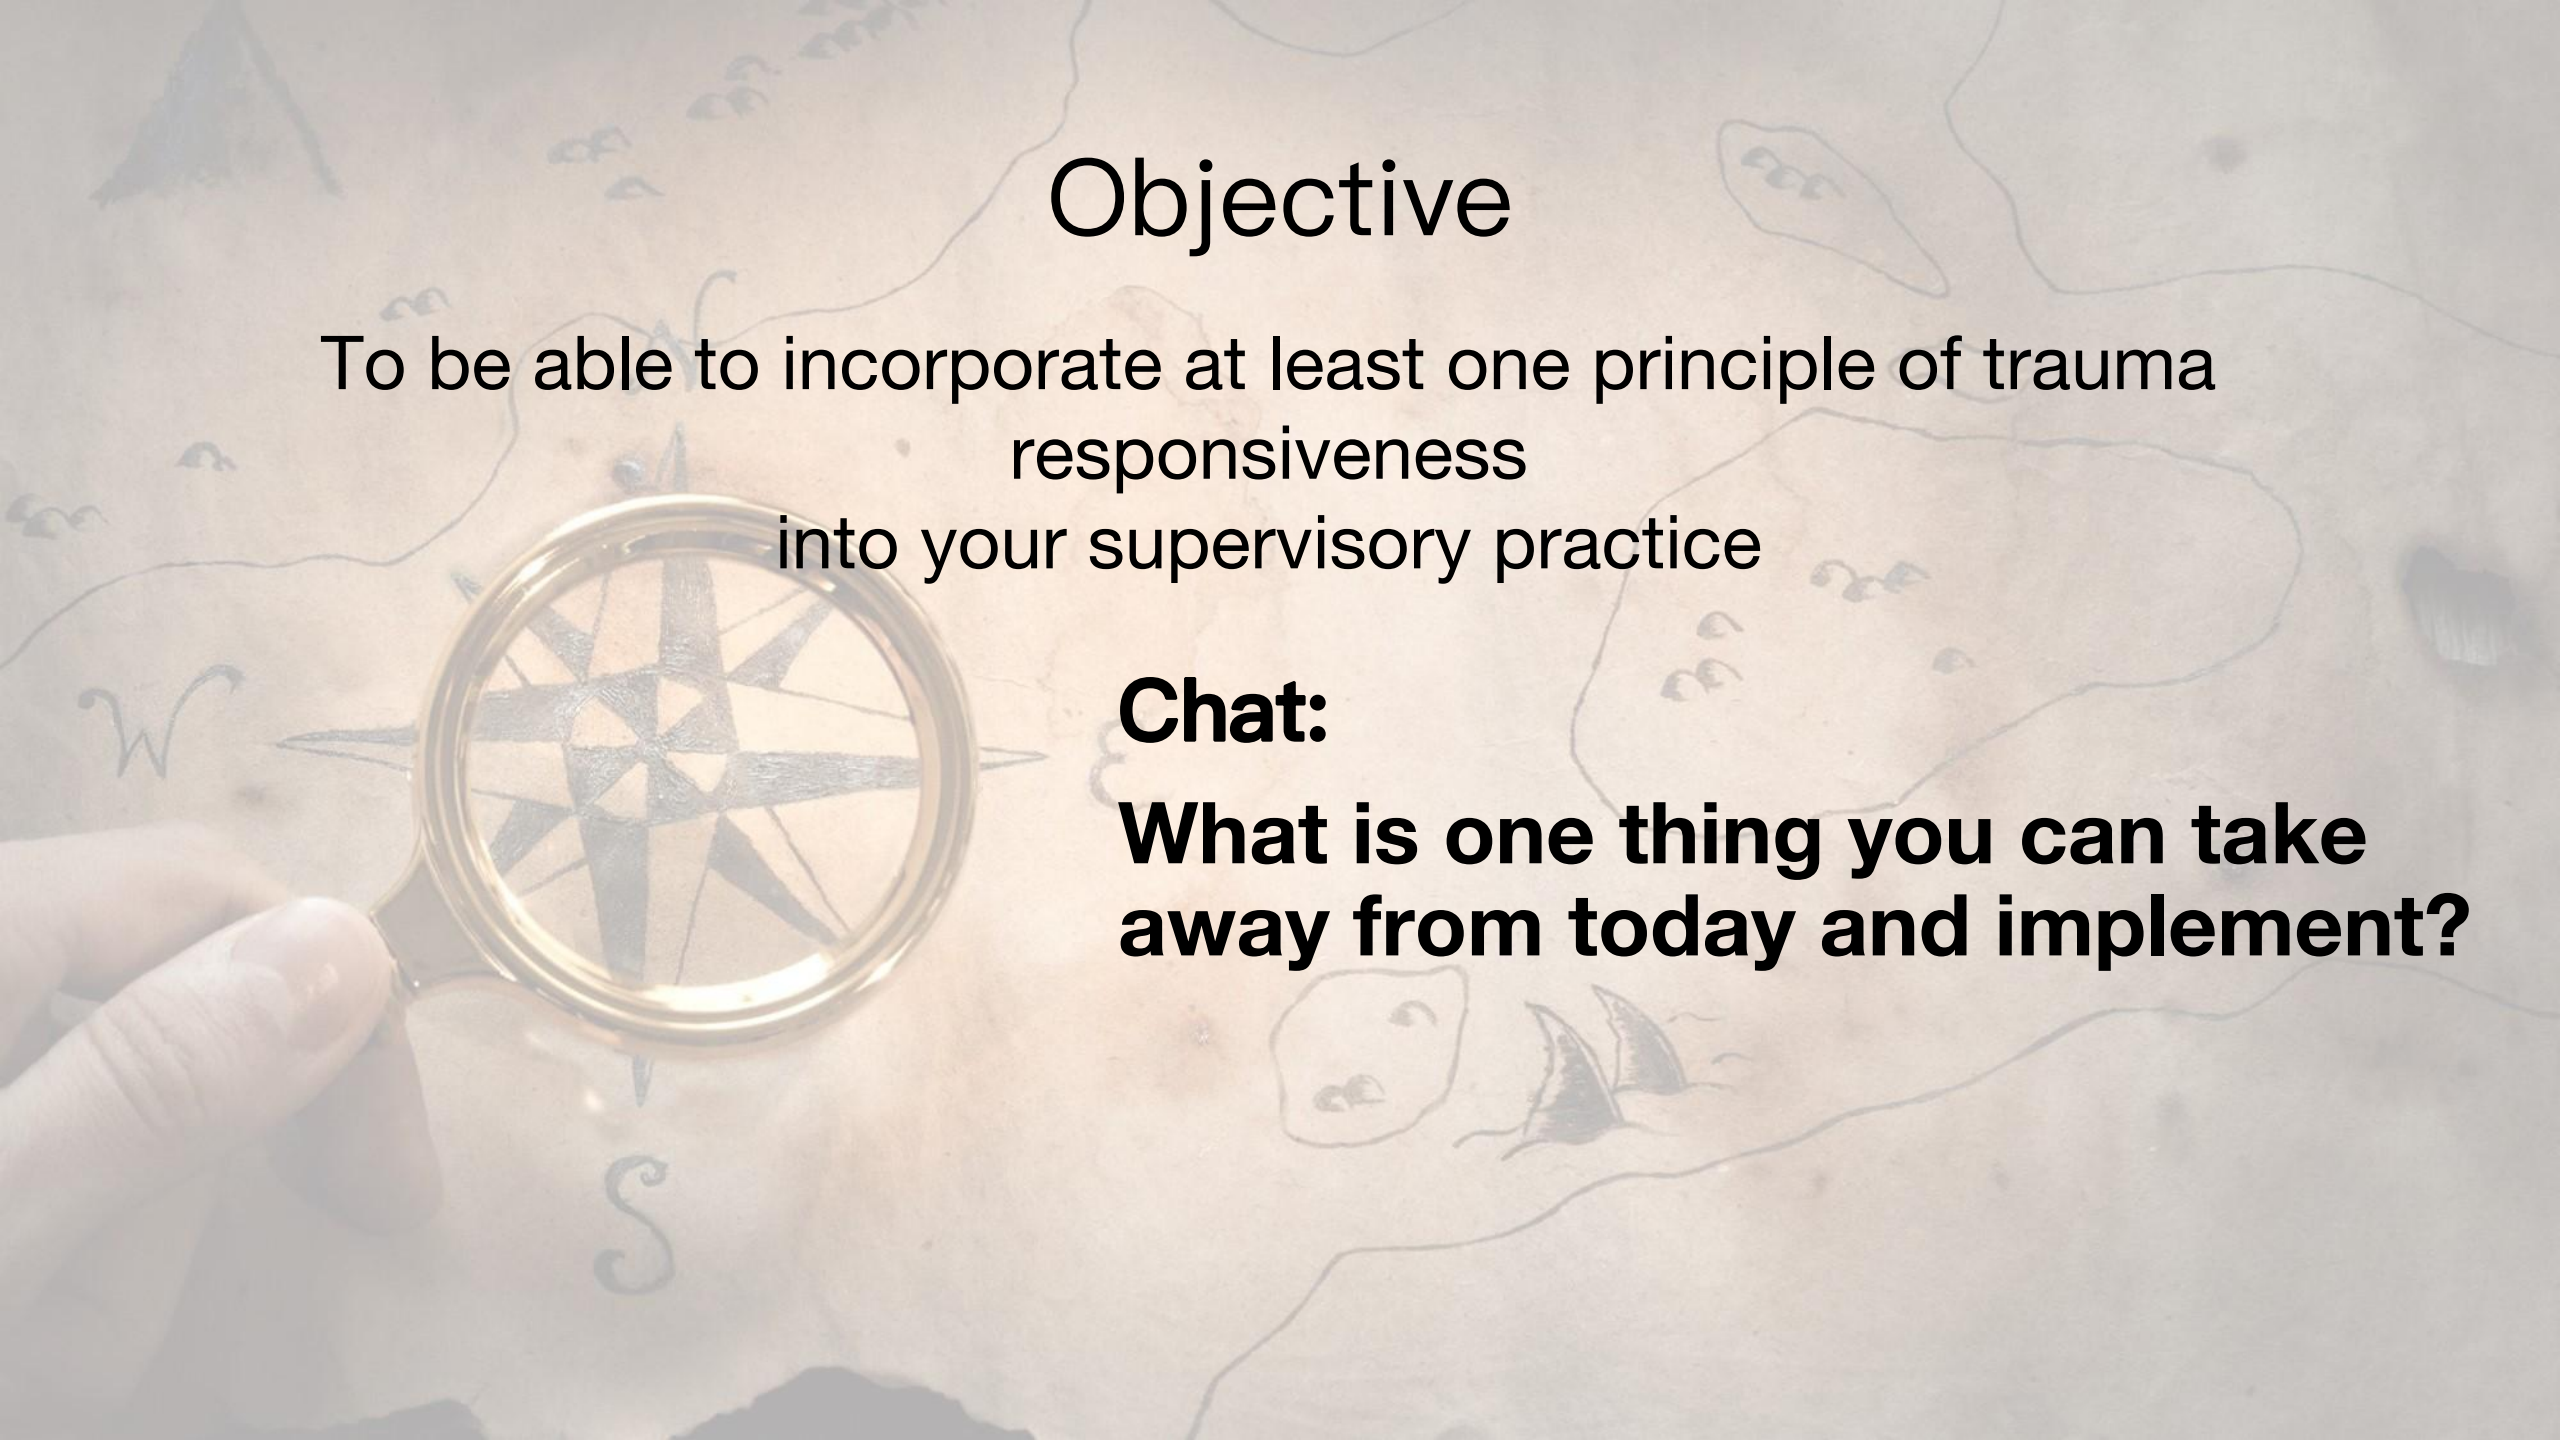 Objective
To be able to incorporate at least one principle of trauma
responsiveness
into your supervisory practice
Chat:
What is one thing you can take
away from today and implement?
W
S